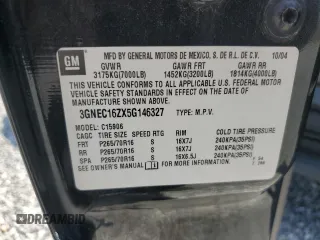 GM
MFD BY GENERAL MOTORS DE MEXICO, S. DE R.L. DE C.V. 10/04
GVWR GAWR FRT GAWR RR
3175KG(7000LB) 1452KG(3200LB) 1814KG(4000LB)
THIS VEHICLE CONFORMS TO ALL APPLICABLE U.S. FEDERAL MOTOR
VEHICLE SAFETY STANDARDS IN EFFECT ON THE DATE OF
MANUFACTURE SHOWN ABOVE.
3GNEC16ZX5G146327 TYPE: M.P.V.
MODEL: C15906
TIRE SIZE SPEED RTG RIM COLD TIRE PRESSURE
FRT P265/70R16 S 16X7J 240KPA(35PSI)
RR P265/70R16 S 16X7J 240KPA(35PSI)
SPA P265/70R16 S 16X6.5J 240KPA(35PSI)
SEE OWNERS MANUAL FOR MORE INFORMATION.
AUTOBIDMASTER